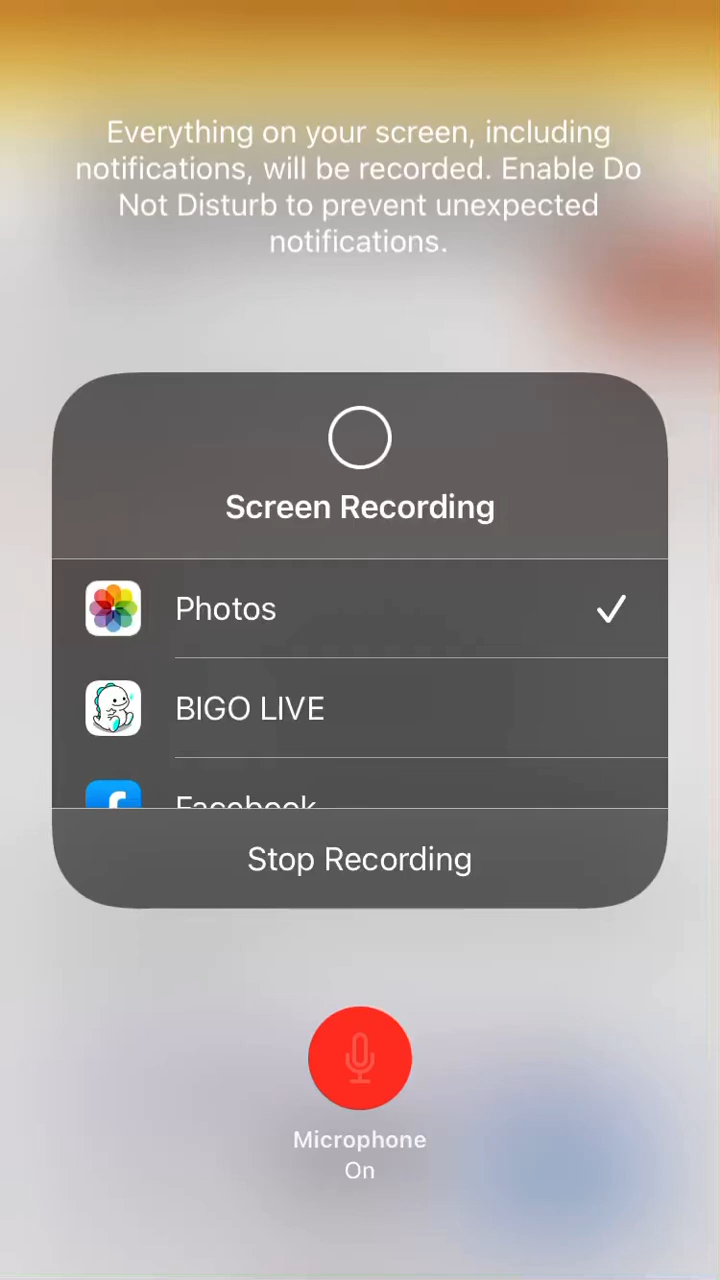 Everything on your screen, including
notifications, will be recorded. Enable Do
Not Disturb to prevent unexpected
notifications.
Screen Recording
Photos
BIGO LIVE
Facebook
Stop Recording
Microphone
On